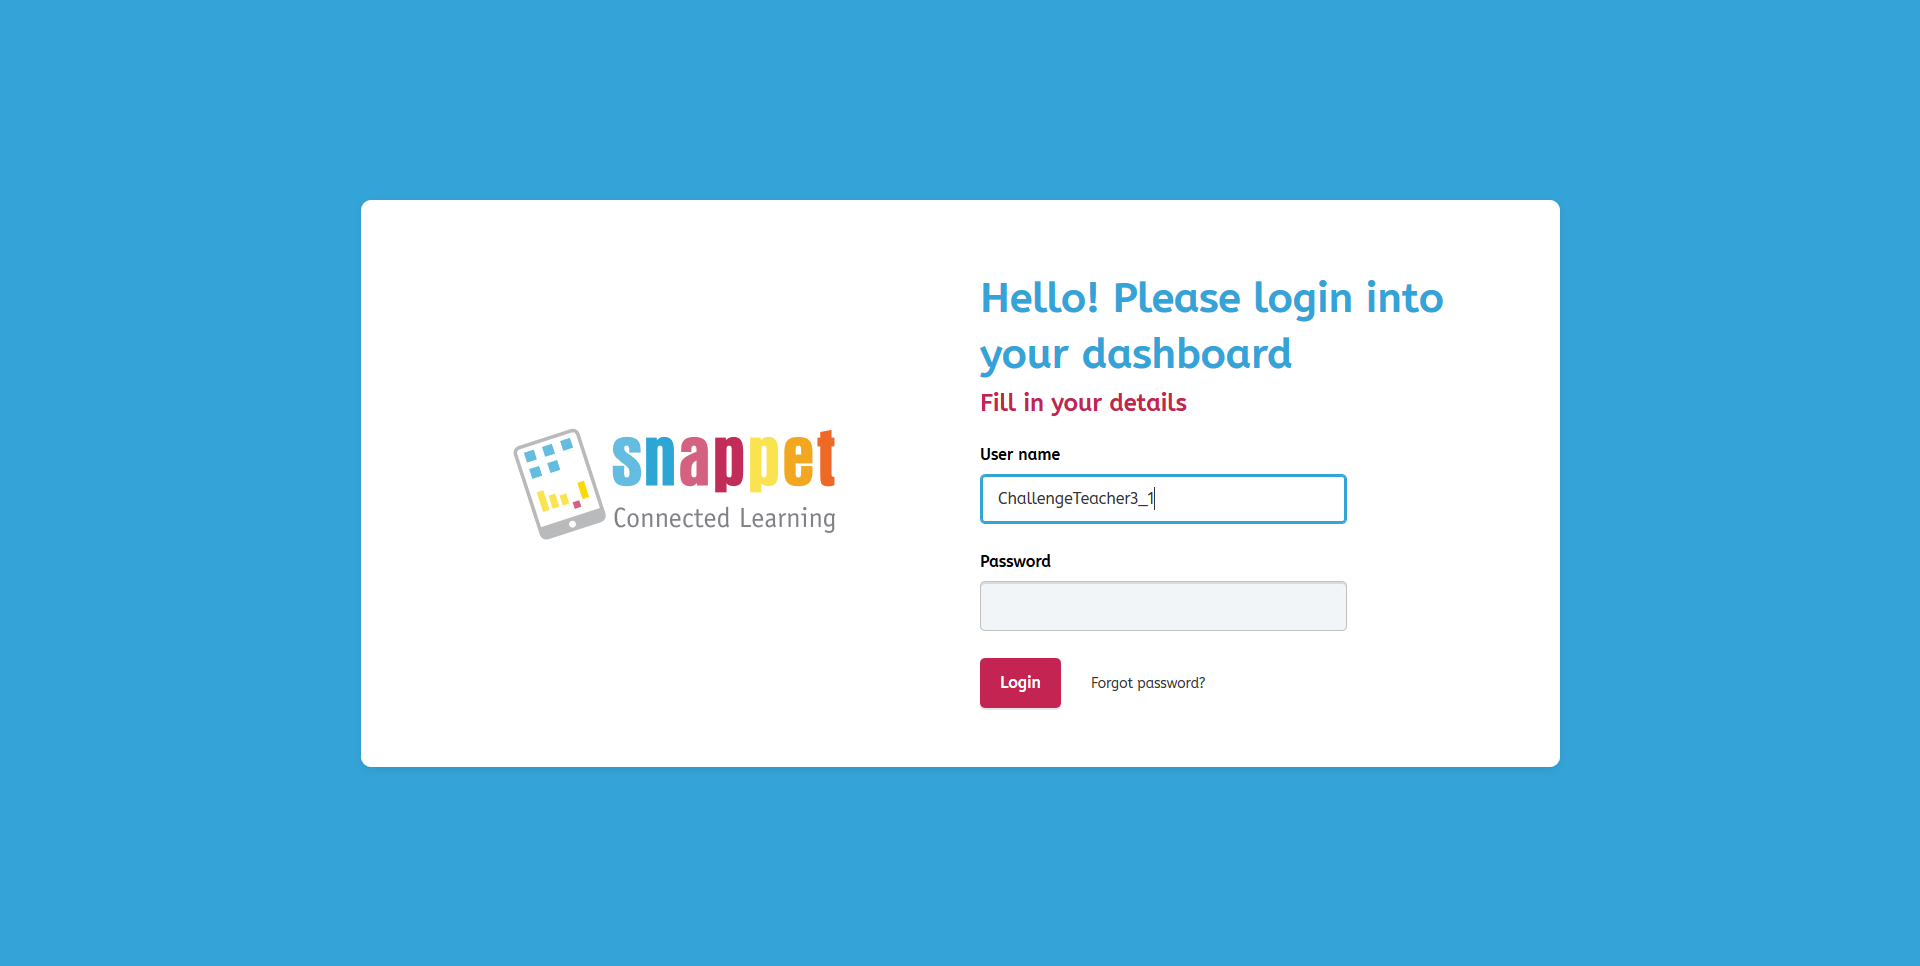 snappet
Connected Learning
Hello! Please login into
your dashboard
Fill in your details
User name
ChallengeTeacher3_1
Password
Login
Forgot password?